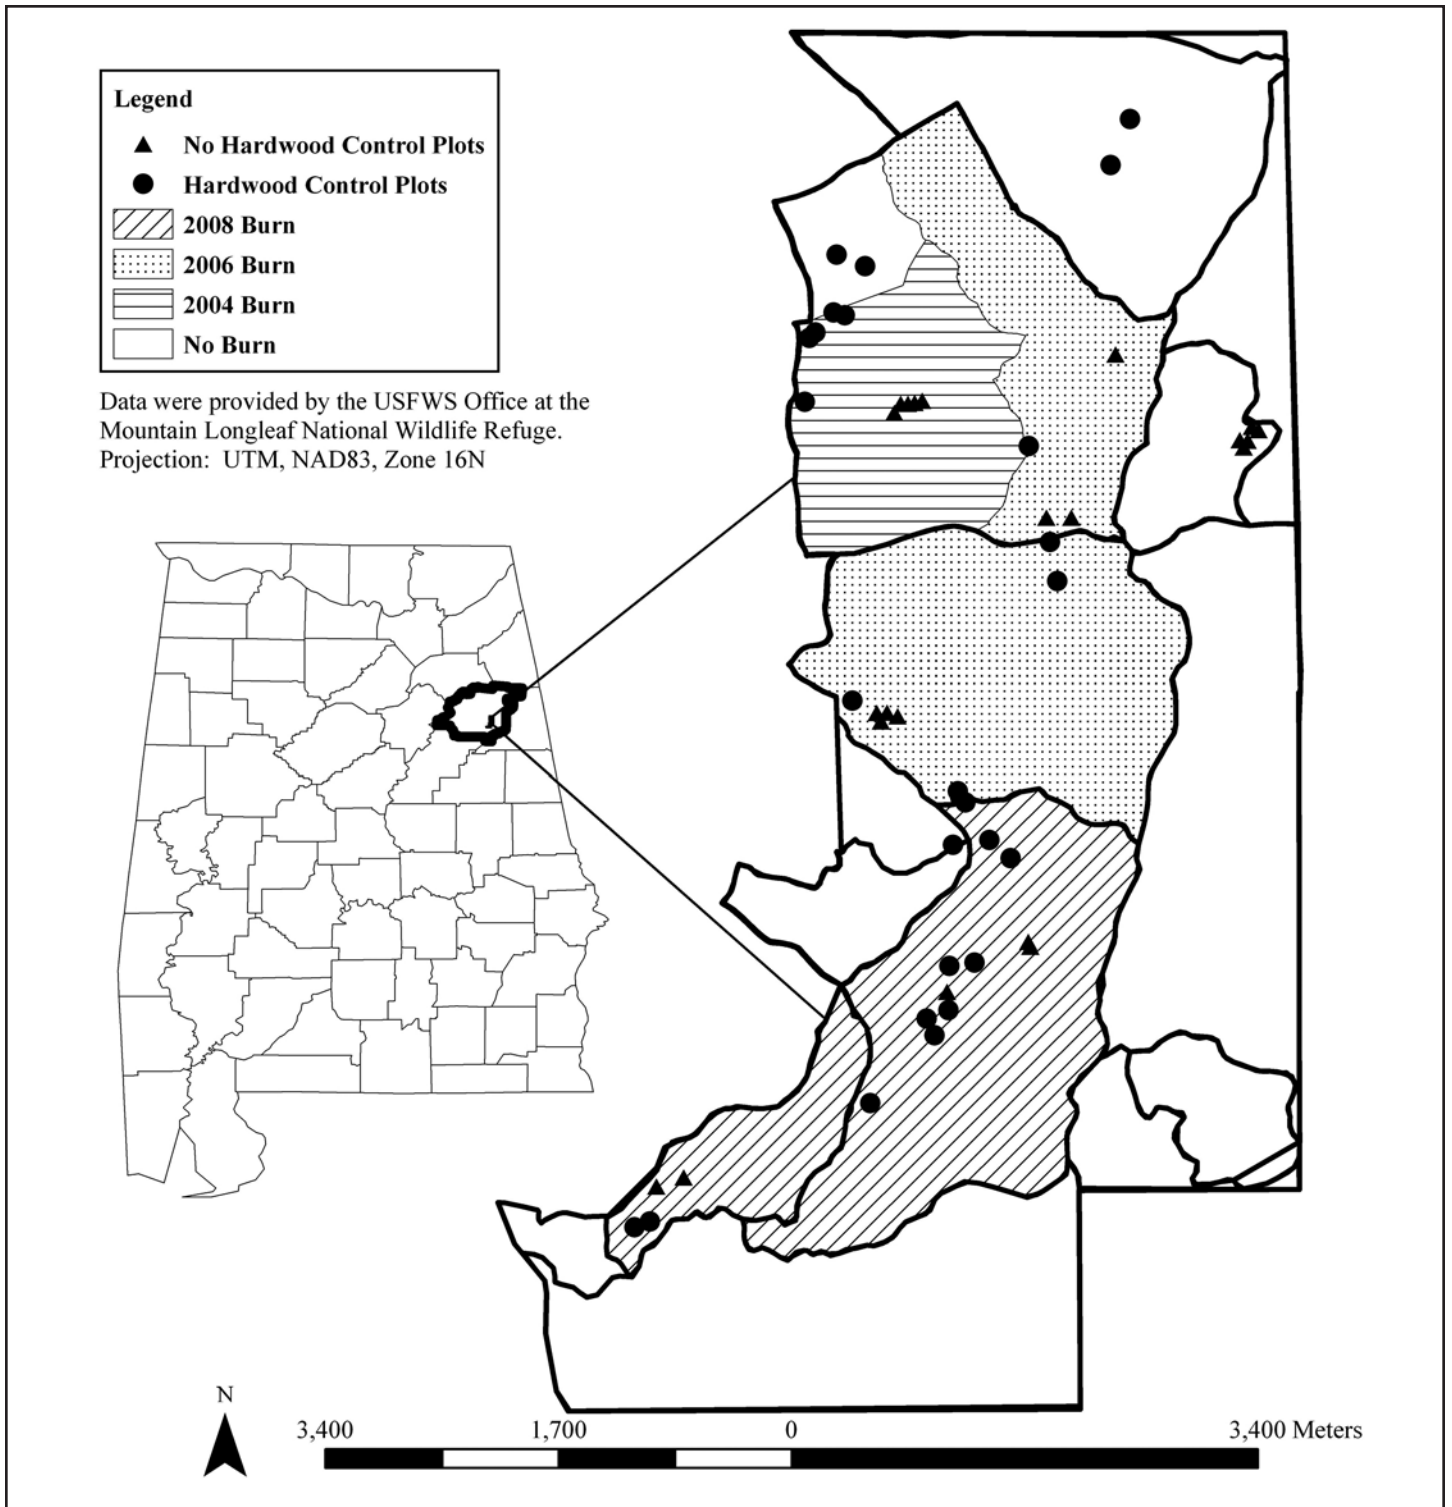 Legend
No Hardwood Control Plots
Hardwood Control Plots
2008 Burn
2006 Burn
2004 Burn
No Burn
Data were provided by the USFWS Office at the
Mountain Longleaf National Wildlife Refuge.
Projection: UTM, NAD83, Zone 16N
N
3,400 1,700 0 3,400 Meters